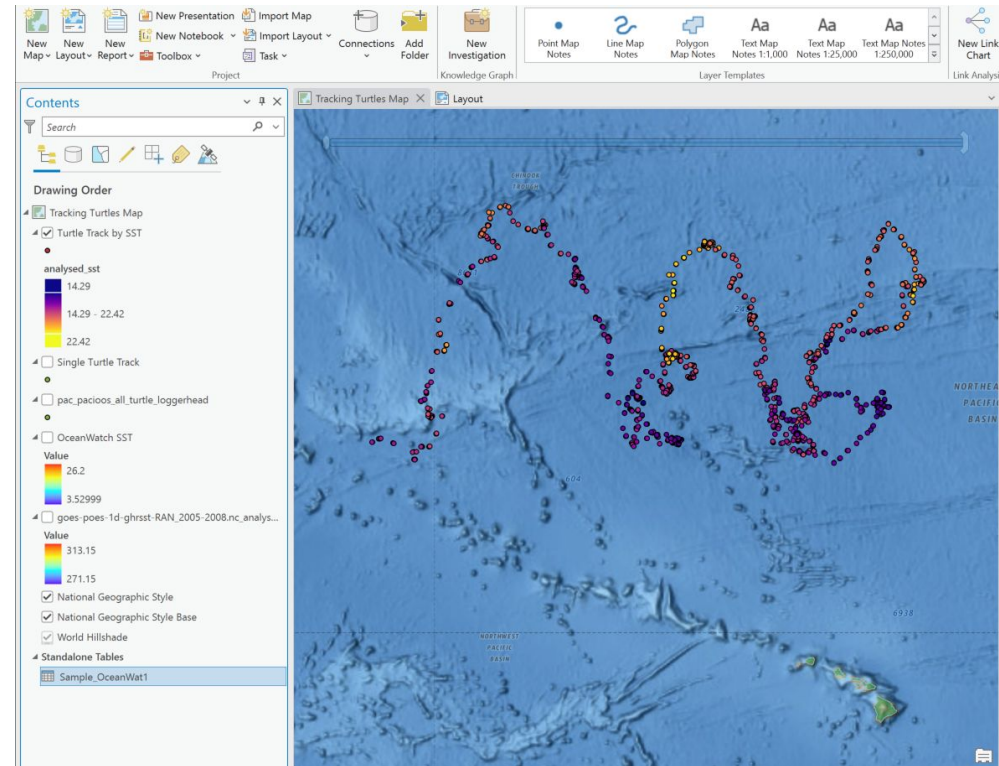 New Map
New Layout
New Report
New Presentation
New Notebook
Toolbox
Import Map
Import Layout
Task
Connections
Add Folder
Project
New Investigation
Knowledge Graph
Point Map Notes
Line Map Notes
Polygon Map Notes
Aa
Text Map Notes 1:1,000
Aa
Text Map Notes 1:25,000
Aa
Text Map Notes 1:250,000
Layer Templates
New Link Chart
Link Analysis
Contents
Search
Drawing Order
Tracking Turtles Map
Turtle Track by SST
analysed_sst
14.29
14.29 - 22.42
22.42
Single Turtle Track
pac_pacioos_all_turtle_loggerhead
OceanWatch SST
Value
26.2
3.52999
goes-poes-1d-ghrsst-RAN_2005-2008.nc_analys...
Value
313.15
271.15
National Geographic Style
National Geographic Style Base
World Hillshade
Standalone Tables
Sample_OceanWat1
Tracking Turtles Map
Layout
CHINOOK
TROUGH
NORTHEA
PACIFI
BASIN
6938
NORTHWEST
PACIFIC
BASIN